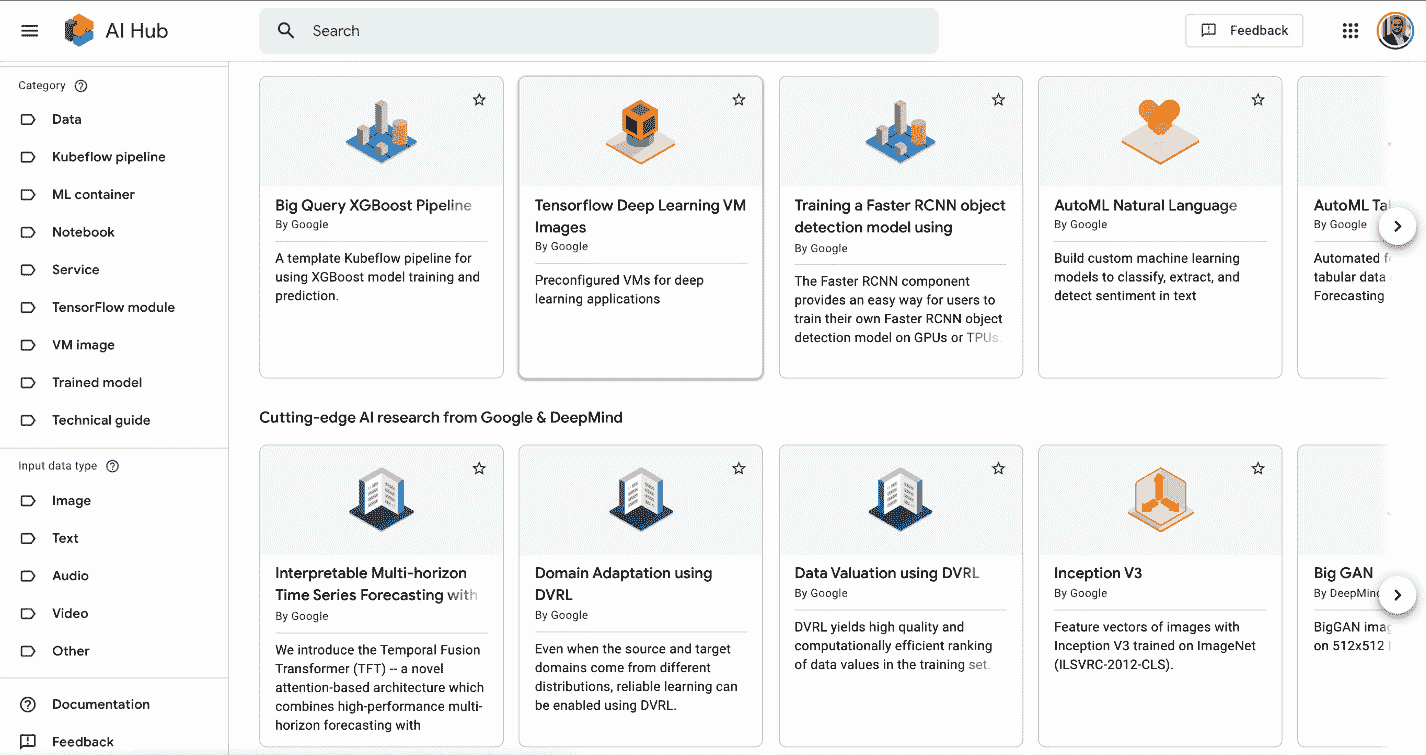 AI Hub
Search
Feedback
Category
Data
Kubeflow pipeline
ML container
Notebook
Service
TensorFlow module
VM image
Trained model
Technical guide
Input data type
Image
Text
Audio
Video
Other
Documentation
Feedback
Big Query XGBoost Pipeline
By Google
A template Kubeflow pipeline for
using XGBoost model training and
prediction.
Tensorflow Deep Learning VM
Images
By Google
Preconfigured VMs for deep
learning applications
Training a Faster RCNN object
detection model using
By Google
The Faster RCNN component
provides an easy way for users to
train their own Faster RCNN object
detection model on GPUs or TPUs.
AutoML Natural Language
By Google
Build custom machine learning
models to classify, extract, and
detect sentiment in text
AutoML
By Google
Automated
tabular data
Forecasting
Cutting-edge AI research from Google & DeepMind
Interpretable Multi-horizon
Time Series Forecasting with
By Google
We introduce the Temporal Fusion
Transformer (TFT) -- a novel
attention-based architecture which
combines high-performance multi-
horizon forecasting with
Domain Adaptation using
DVRL
By Google
Even when the source and target
domains come from different
distributions, reliable learning can
be enabled using DVRL.
Data Valuation using DVRL
By Google
DVRL yields high quality and
computationally efficient ranking
of data values in the training set.
Inception V3
By Google
Feature vectors of images with
Inception V3 trained on ImageNet
(ILSVRC-2012-CLS).
Big GAN
By DeepMind
BigGAN
on 512x512